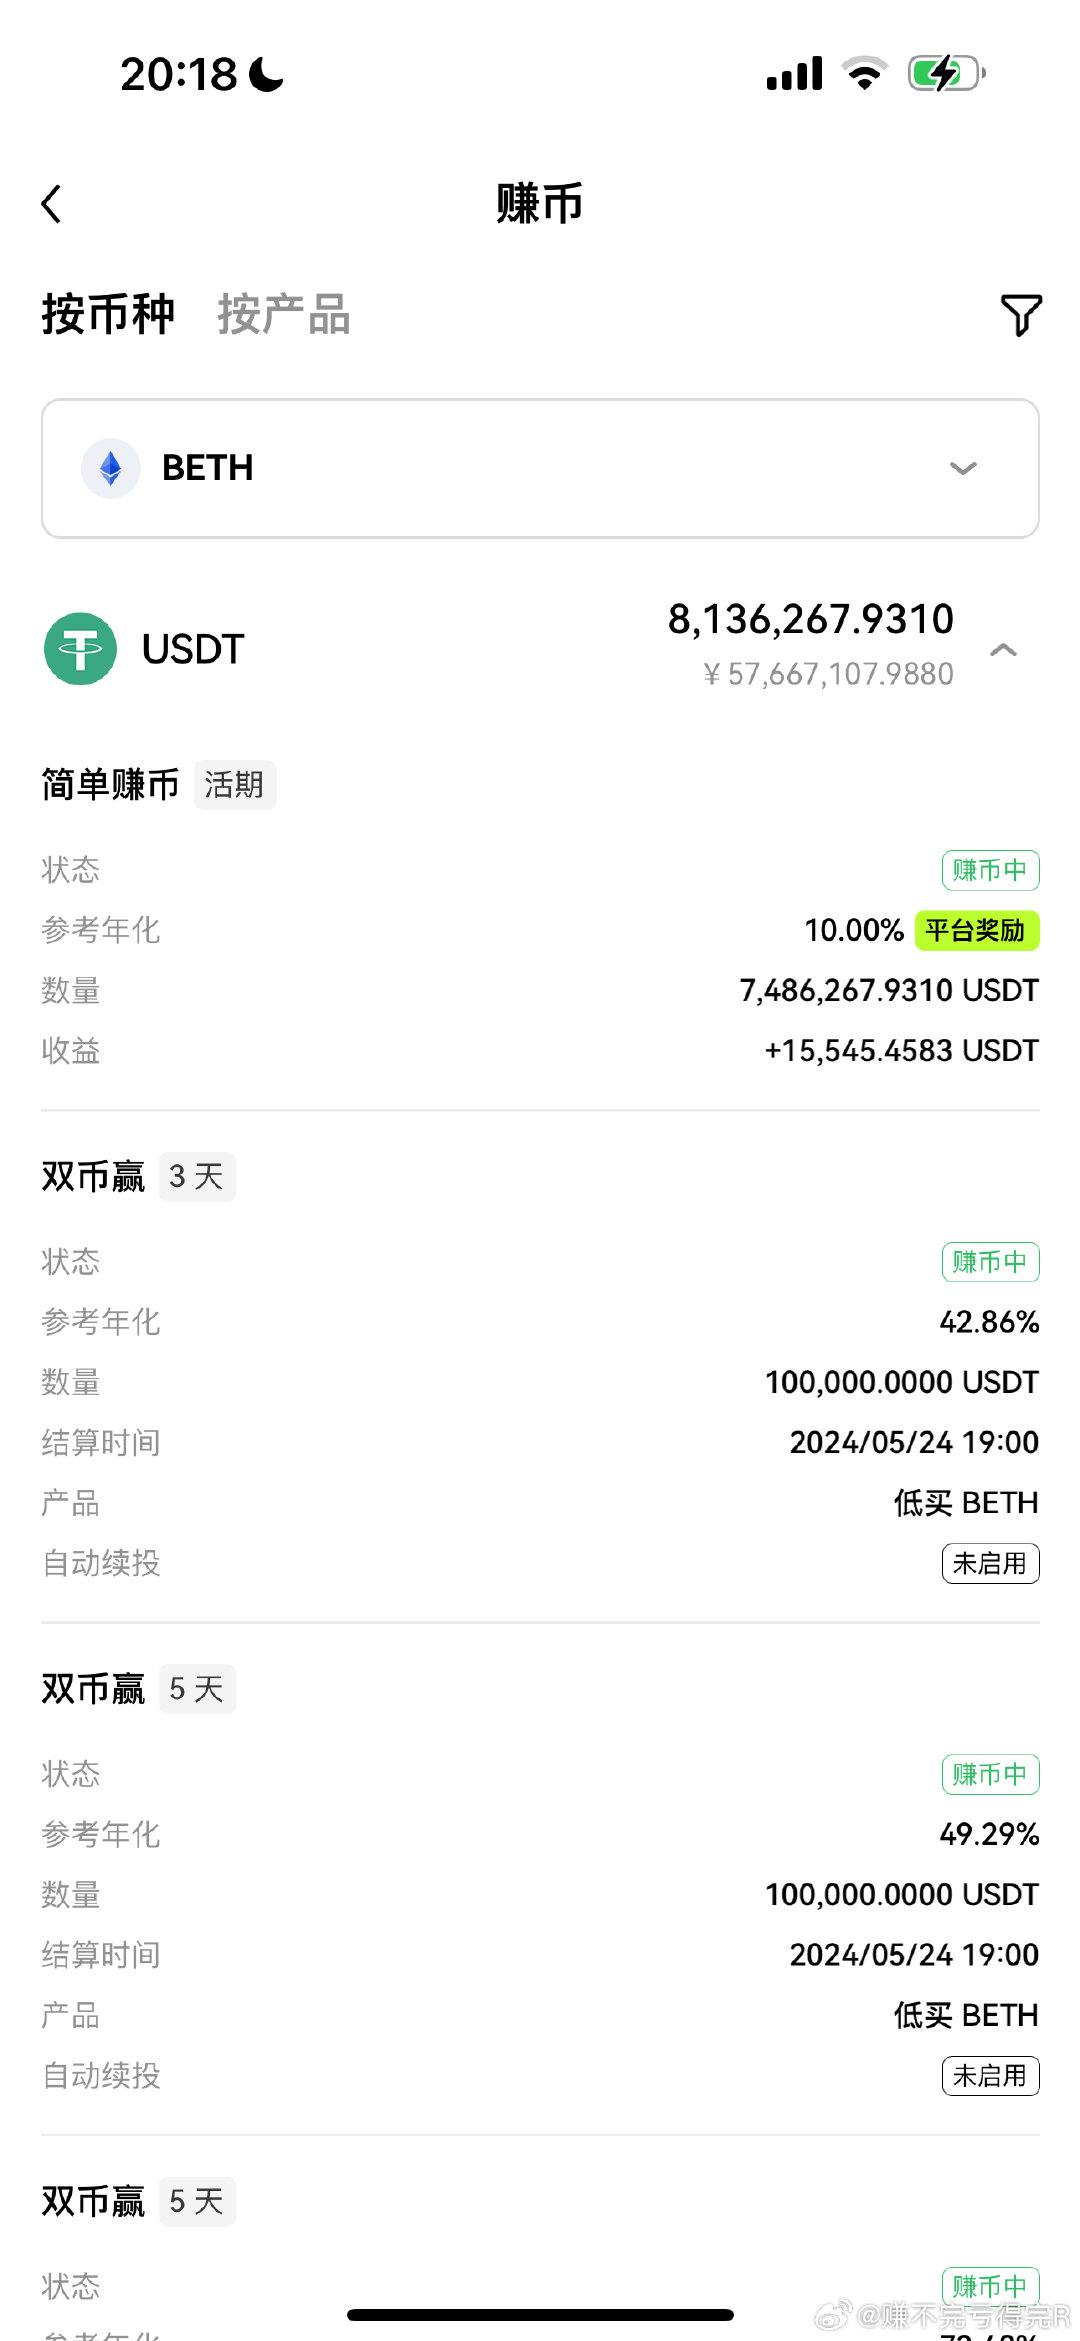 20:18
赚币
按币种 按产品
BETH
USDT
8,136,267.9310
¥ 57,667,107.9880
简单赚币 活期
状态 赚币中
参考年化 10.00% 平台奖励
数量 7,486,267.9310 USDT
收益 +15,545.4583 USDT
双币赢 3 天
状态 赚币中
参考年化 42.86%
数量 100,000.0000 USDT
结算时间 2024/05/24 19:00
产品 低买 BETH
自动续投 未启用
双币赢 5 天
状态 赚币中
参考年化 49.29%
数量 100,000.0000 USDT
结算时间 2024/05/24 19:00
产品 低买 BETH
自动续投 未启用
双币赢 5 天
状态 赚币中
@赚不完亏得完R
参考年化